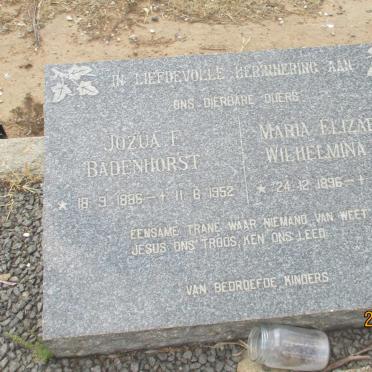 IN LIEFDEVOLLE HERINNERING AAN
ONS DIERBARE OUERS
JOZUA F.
BADENHORST
* 18.9.1885 — † 11.6.1952
MARIA ELIZA
WILHELMINA
* 24.12.1896 — †
EENSAME TRANE WAAR NIEMAND VAN WEET
JESUS ONS TROOS, KEN ONS LEED.
VAN BEDROEFDE KINDERS